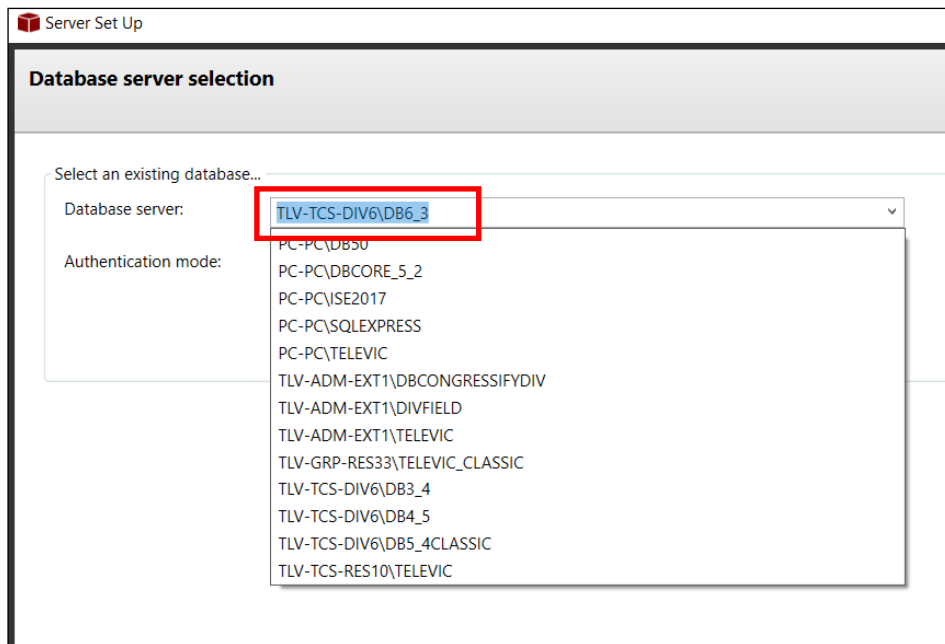 Server Set Up
Database server selection
Select an existing database...
Database server:
TLV-TCS-DIV6\DB6_3
PC-PC\DB50
Authentication mode:
PC-PC\DBCORE_5_2
PC-PC\ISE2017
PC-PC\SQLEXPRESS
PC-PC\TELEVIC
TLV-ADM-EXT1\DBCONGRESSIFYDIV
TLV-ADM-EXT1\DIVFIELD
TLV-ADM-EXT1\TELEVIC
TLV-GRP-RES33\TELEVIC_CLASSIC
TLV-TCS-DIV6\DB3_4
TLV-TCS-DIV6\DB4_5
TLV-TCS-DIV6\DB5_4CLASSIC
TLV-TCS-RES10\TELEVIC